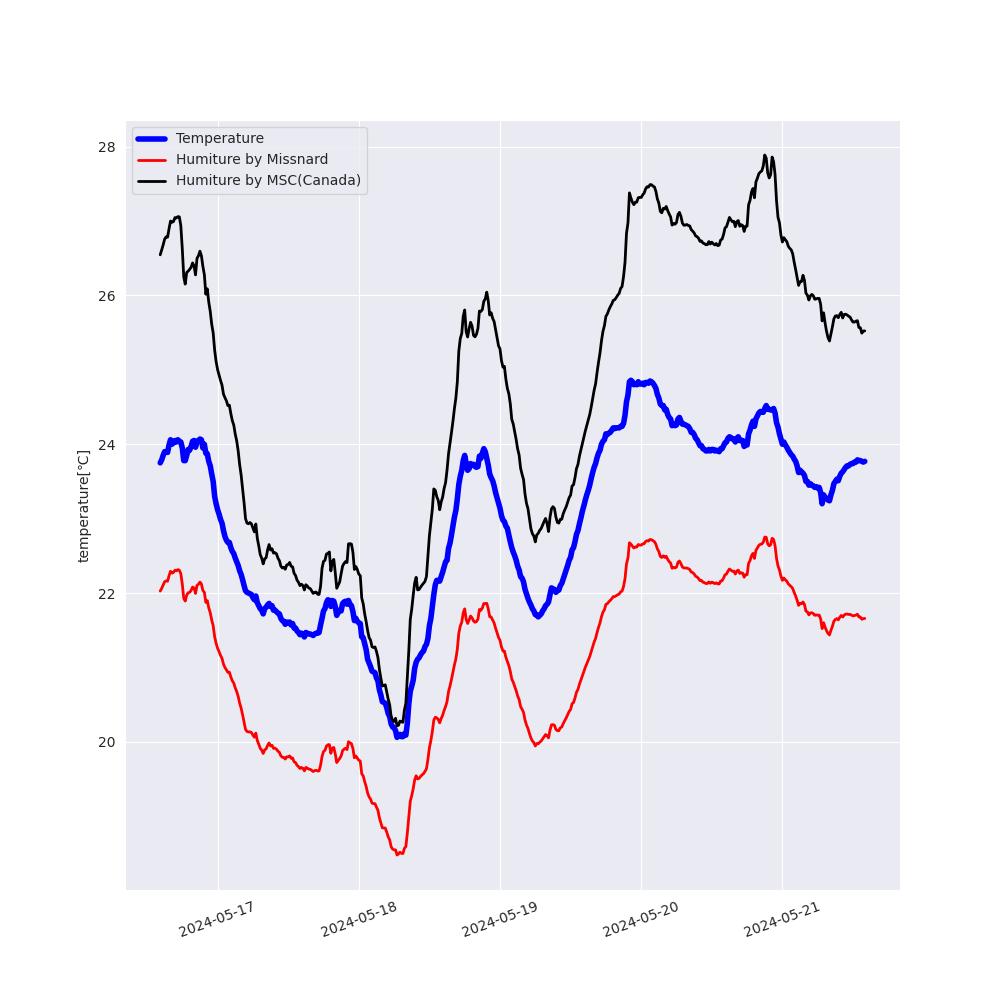 Temperature
Humiture by Missnard
Humiture by MSC(Canada)
28
26
24
22
20
temperature[℃]
2024-05-17
2024-05-18
2024-05-19
2024-05-20
2024-05-21